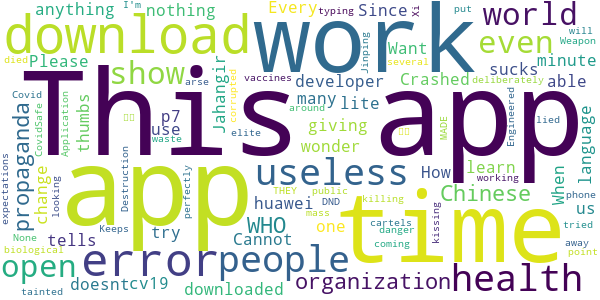 anything I'm typing Since Xi put
Every
nothing world
download work
Please Want even minute
died show Jinping will Weapon
This app
Crashed sucks
arse vaccines several deliberately
Jahangir developer able
Covid CovidSafe Application thumbs p7 many lite
corrupted around
use giving Engineered lied language
waste elite wonder MADE
propaganda app useless How learn
expectations change looking Destruction perfectly
THEY public working When
huawei WHO DND killing Chinese us
None tells try Cannot one mass cartels phone
error people time
Keeps danger tried
biological kissing coming away
open doesnt cv19 organization health point
tainted downloaded